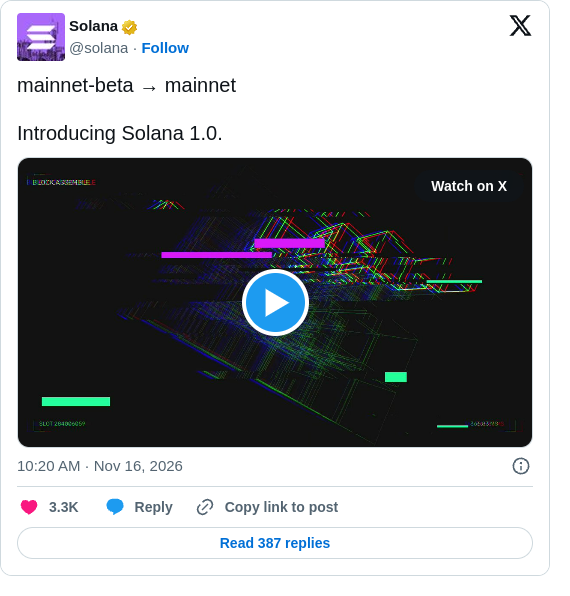 Solana
@solana · Follow
mainnet-beta → mainnet
Introducing Solana 1.0.
BLOCK.ASSEMBLE
Watch on X
10:20 AM · Nov 16, 2026
3.3K Reply Copy link to post
Read 387 replies